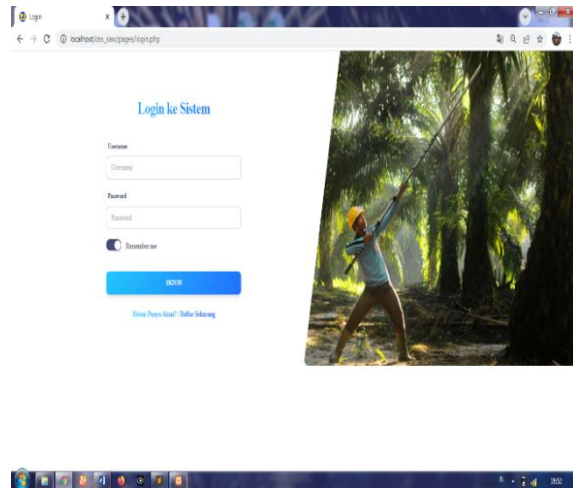 Login
localhost/dss_saw/pages/login.php
Login ke Sistem
Username
Username
Password
Password
Remember me
SIGN IN
Belum Punya Akun? / Daftar Sekarang